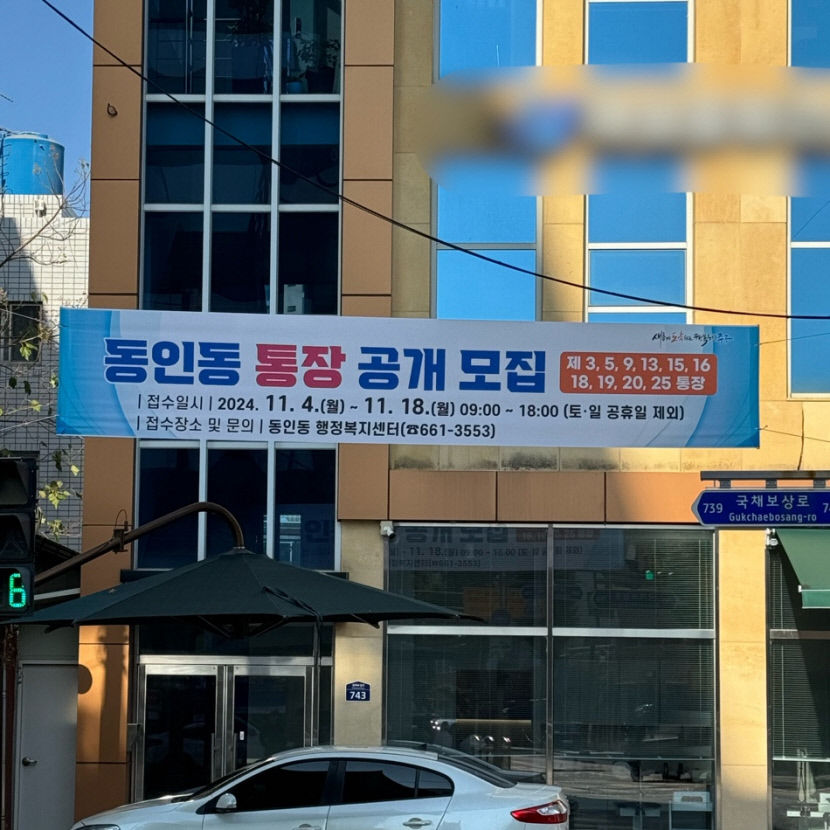 동인동 통장 공개 모집
제 3, 5, 9, 13, 15, 16
18, 19, 20, 25 통장
| 접수일시 | 2024. 11. 4.(월) ~ 11. 18.(월) 09:00 ~ 18:00 (토·일 공휴일 제외)
| 접수장소 및 문의 | 동인동 행정복지센터(☎661-3553)
739 국채보상로
Gukchaebosang-ro
6
743